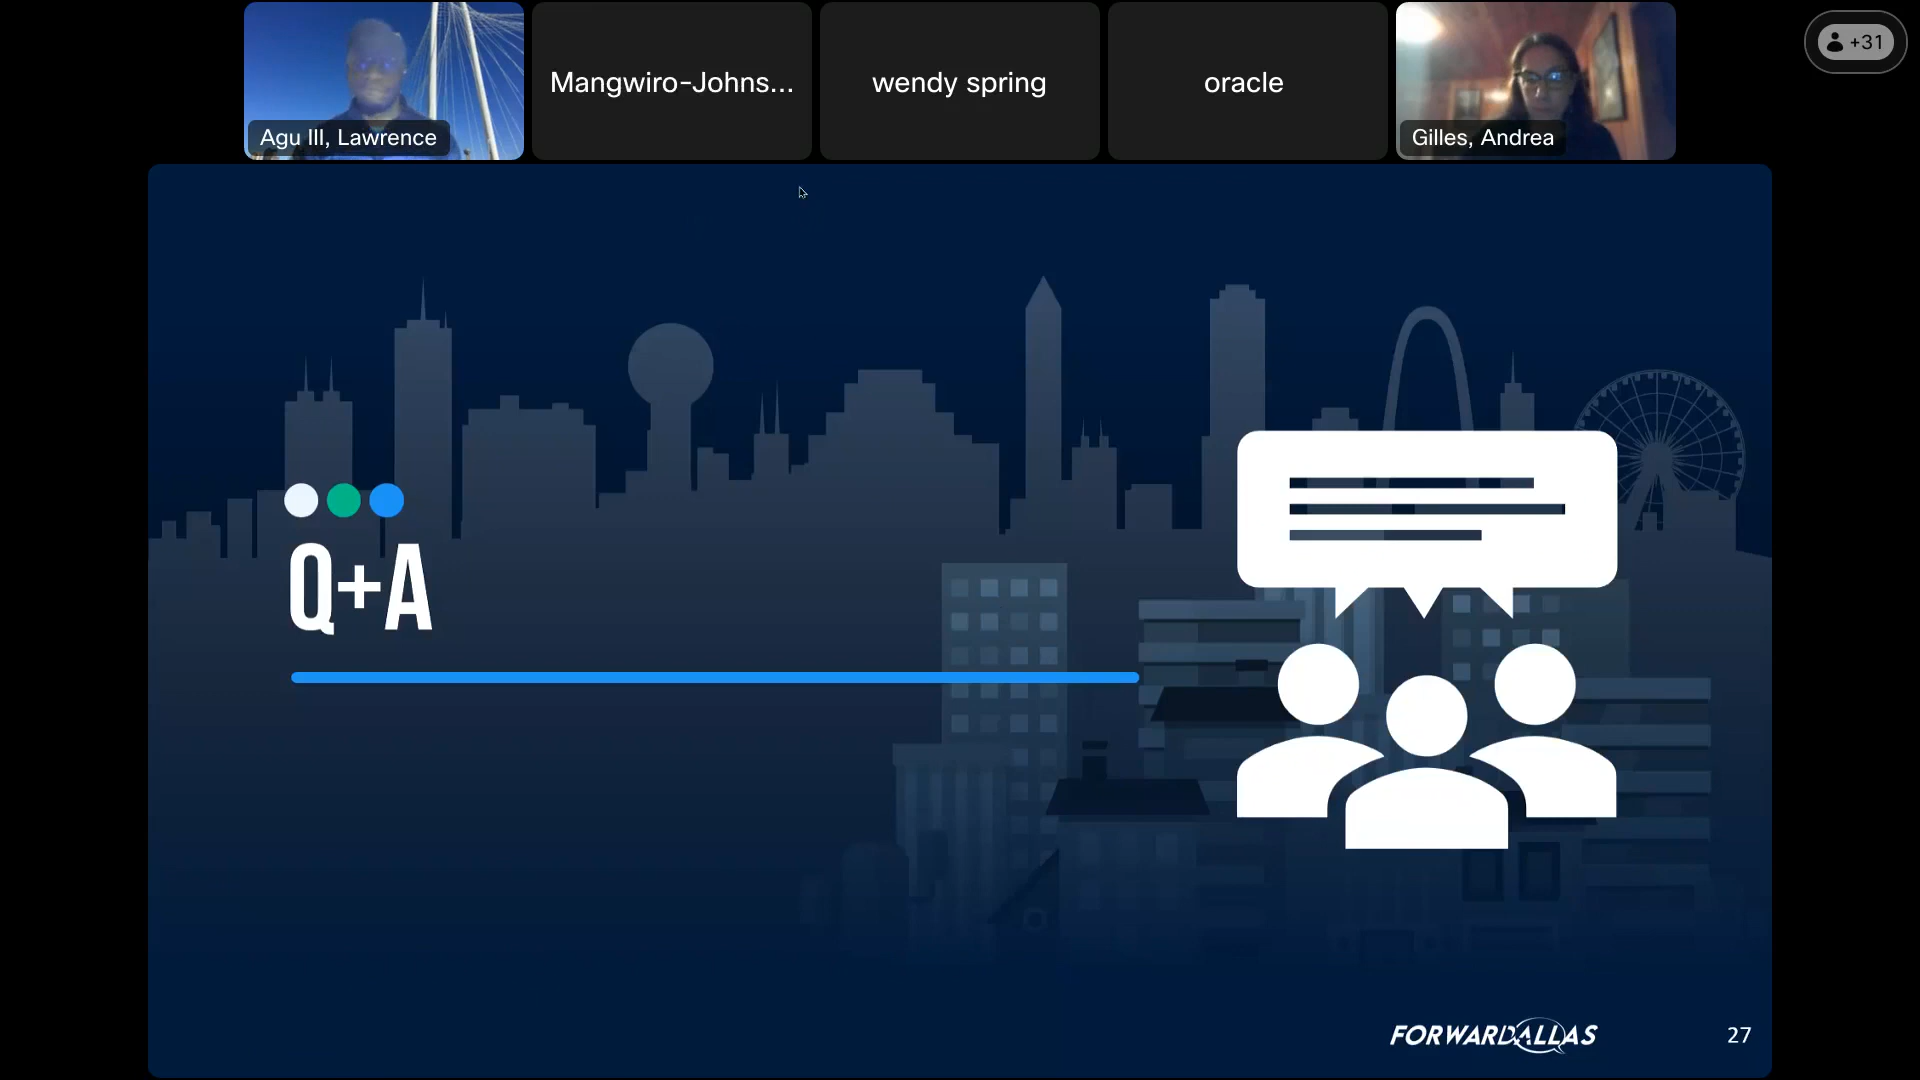 Agu III, Lawrence
Mangwiro-Johns...
wendy spring
oracle
Gilles, Andrea
+31
Q+A
FORWARDALLAS
27